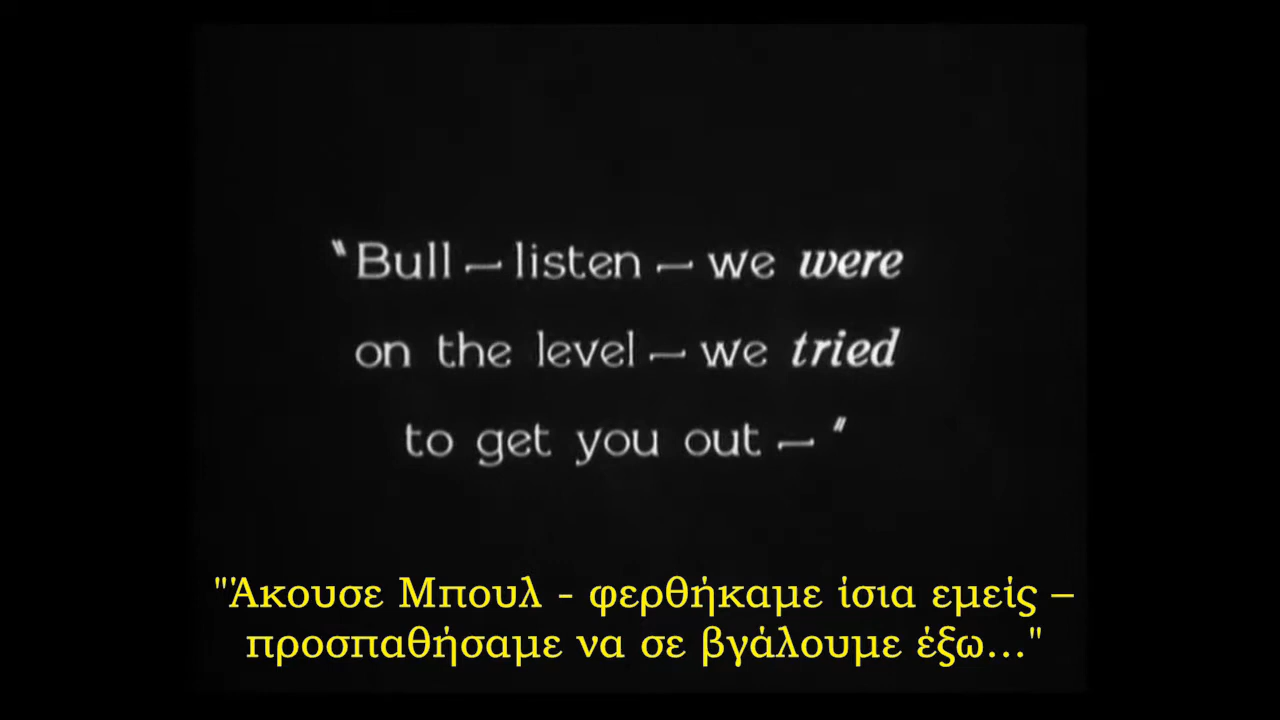 "Bull – listen – we were
on the level – we tried
to get you out – "
"Άκουσε Μπουλ - φερθήκαμε ίσια εμείς –
προσπαθήσαμε να σε βγάλουμε έξω..."